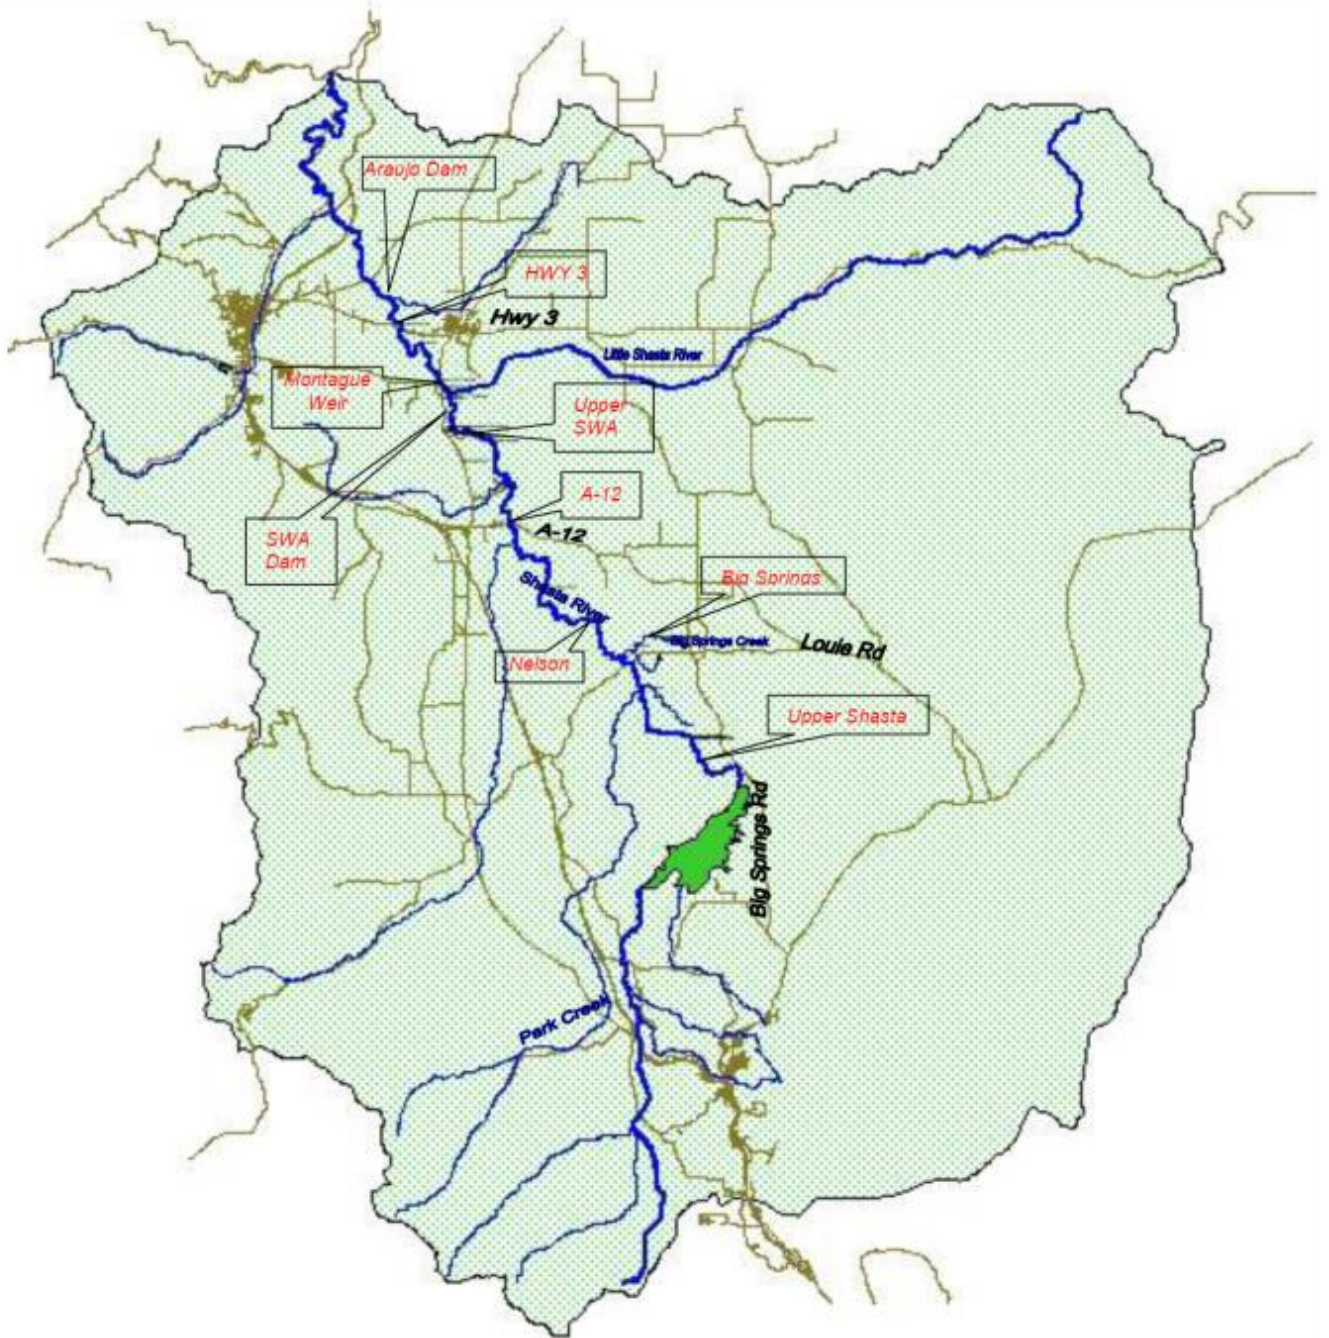 Araujo Dam
HWY 3
Hwy 3
Little Shasta River
Montague
Weir
Upper
SWA
A-12
A-12
SWA
Dam
Big Springs
Shasta River
Big Springs Creek
Louie Rd
Nelson
Upper Shasta
Big Springs Rd
Park Creek